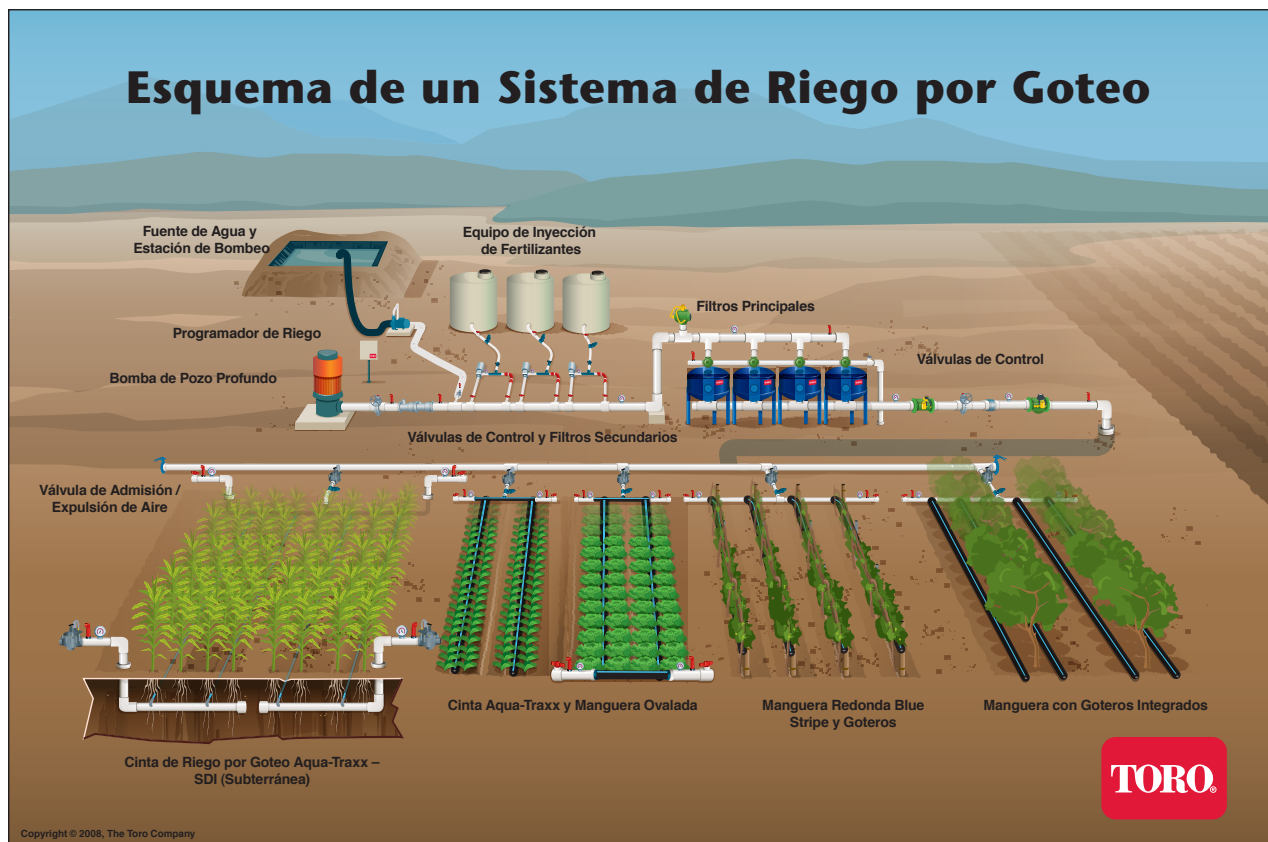 Esquema de un Sistema de Riego por Goteo
Fuente de Agua y
Estación de Bombeo
Equipo de Inyección
de Fertilizantes
Filtros Principales
Programador de Riego
Válvulas de Control
Bomba de Pozo Profundo
Válvulas de Control y Filtros Secundarios
Válvula de Admisión /
Expulsión de Aire
Cinta Aqua-Traxx y Manguera Ovalada
Manguera Redonda Blue
Stripe y Goteros
Manguera con Goteros Integrados
Cinta de Riego por Goteo Aqua-Traxx –
SDI (Subterránea)
TORO®
Copyright © 2008, The Toro Company